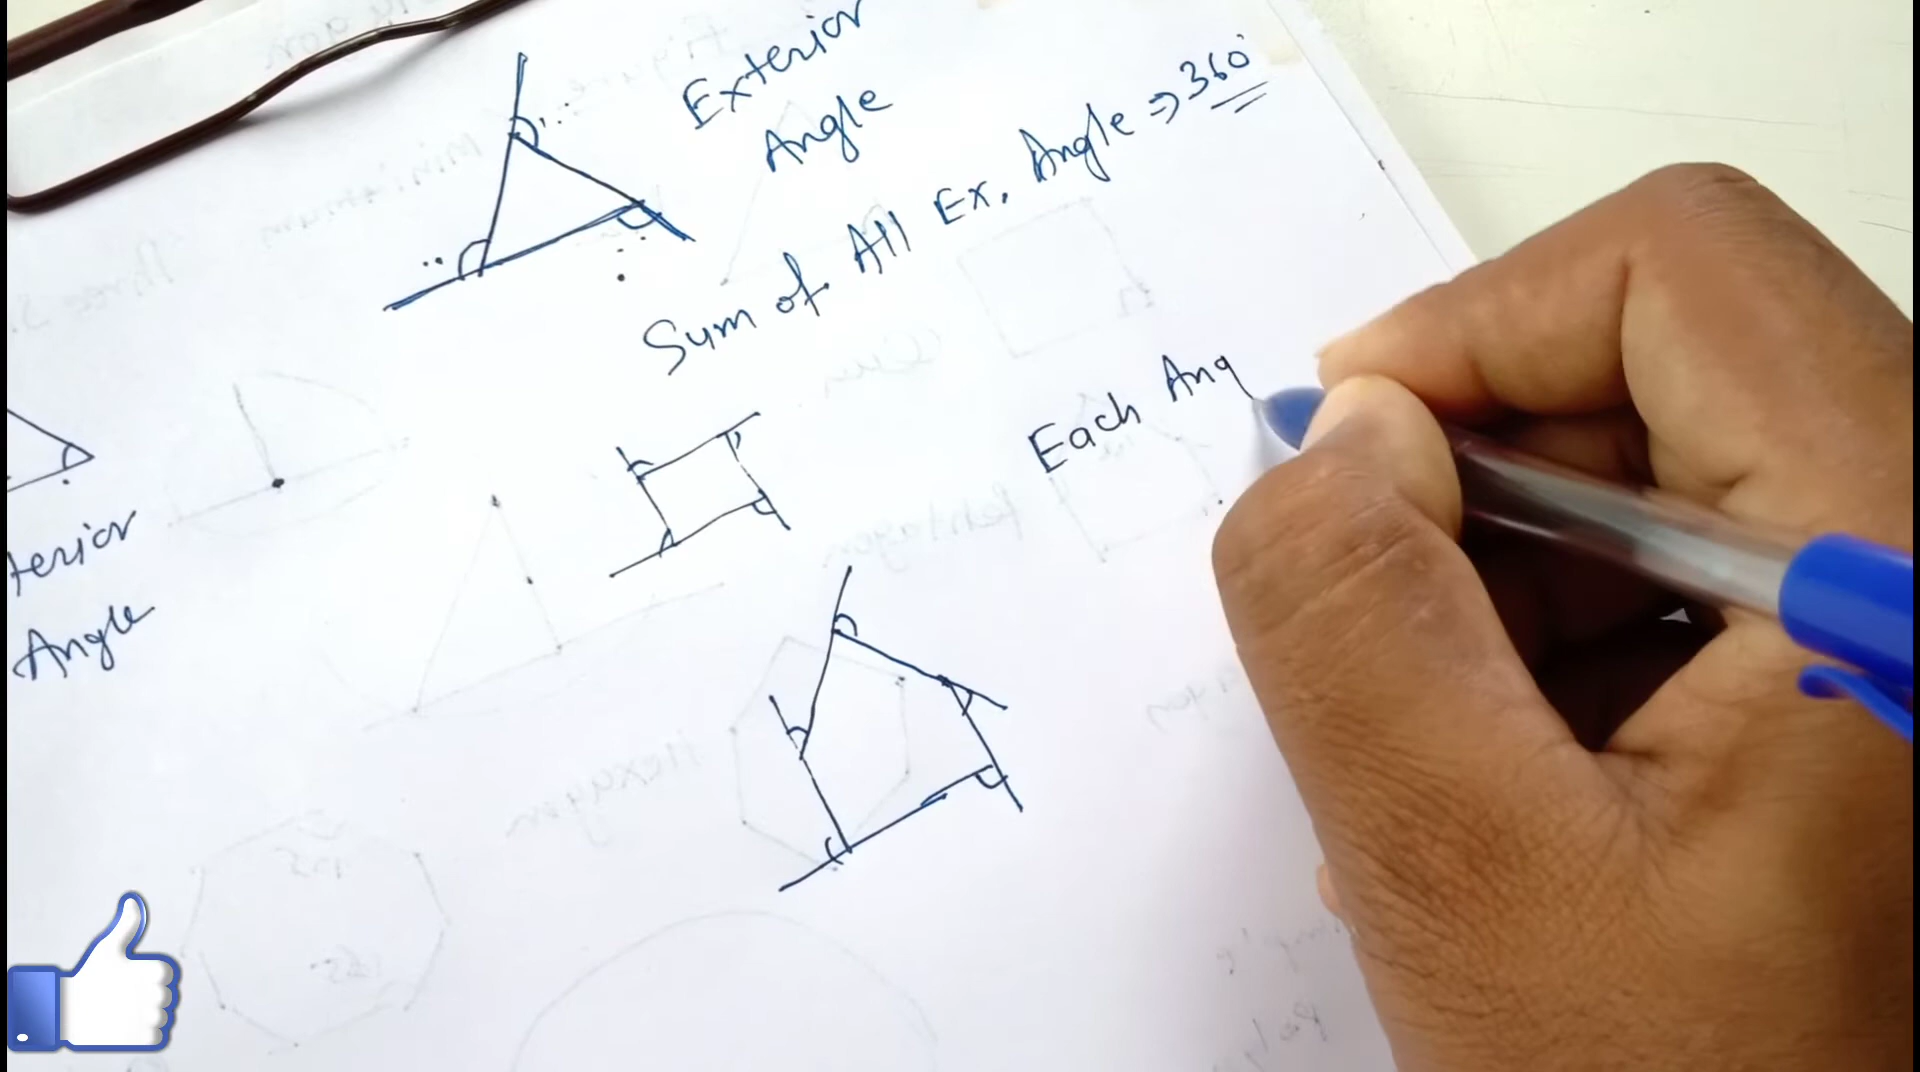 Exterior
Angle
Sum of All Ex. Angle ⇒ 360°
Each Ang
terior
Angle